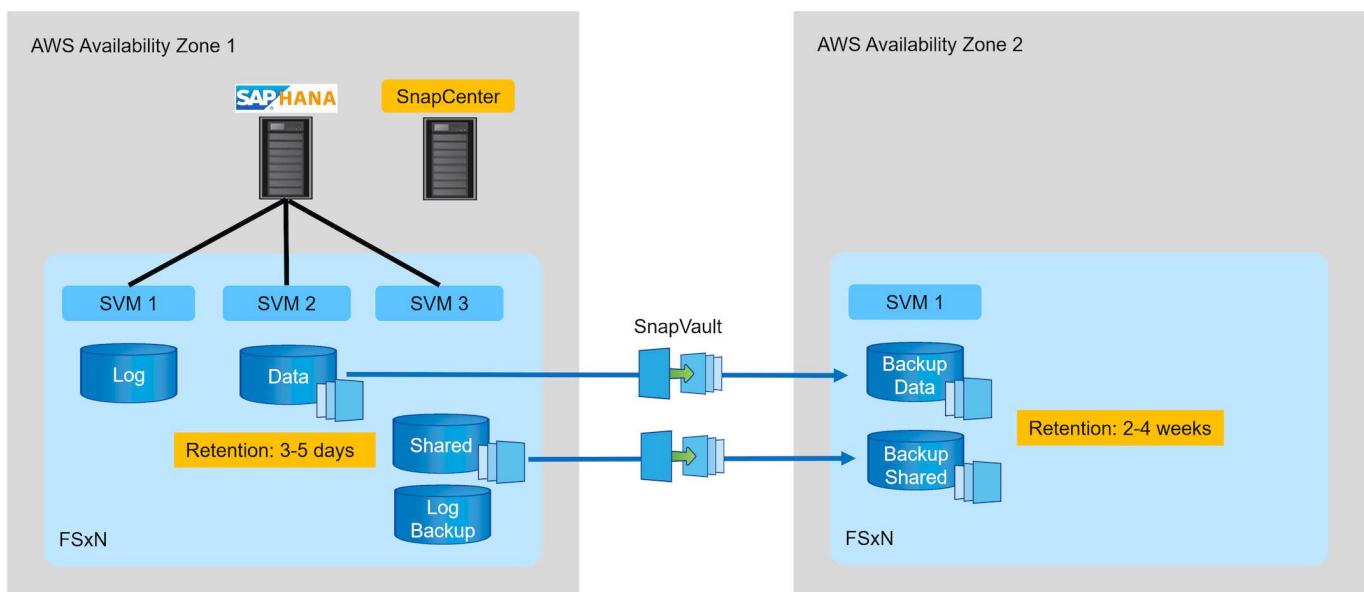 AWS Availability Zone 1
AWS Availability Zone 2
SAP HANA
SnapCenter
SVM 1
SVM 2
SVM 3
SnapVault
SVM 1
Log
Data
Backup
Data
Retention: 3-5 days
Shared
Retention: 2-4 weeks
Backup
Shared
Log
Backup
FSxN
FSxN